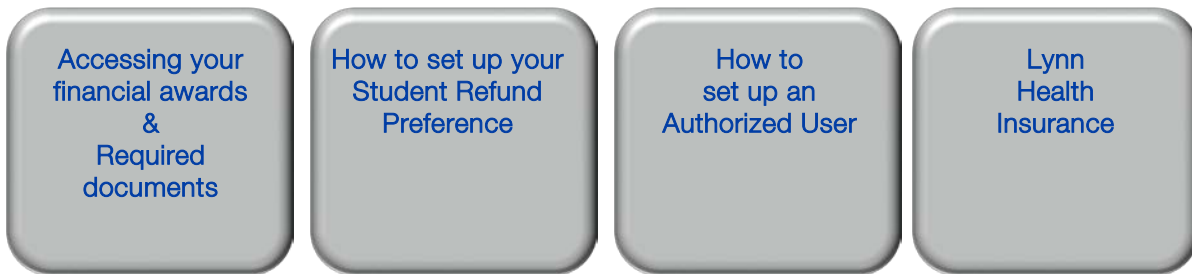 Accessing your
financial awards
&
Required
documents
How to set up your
Student Refund
Preference
How to
set up an
Authorized User
Lynn
Health
Insurance